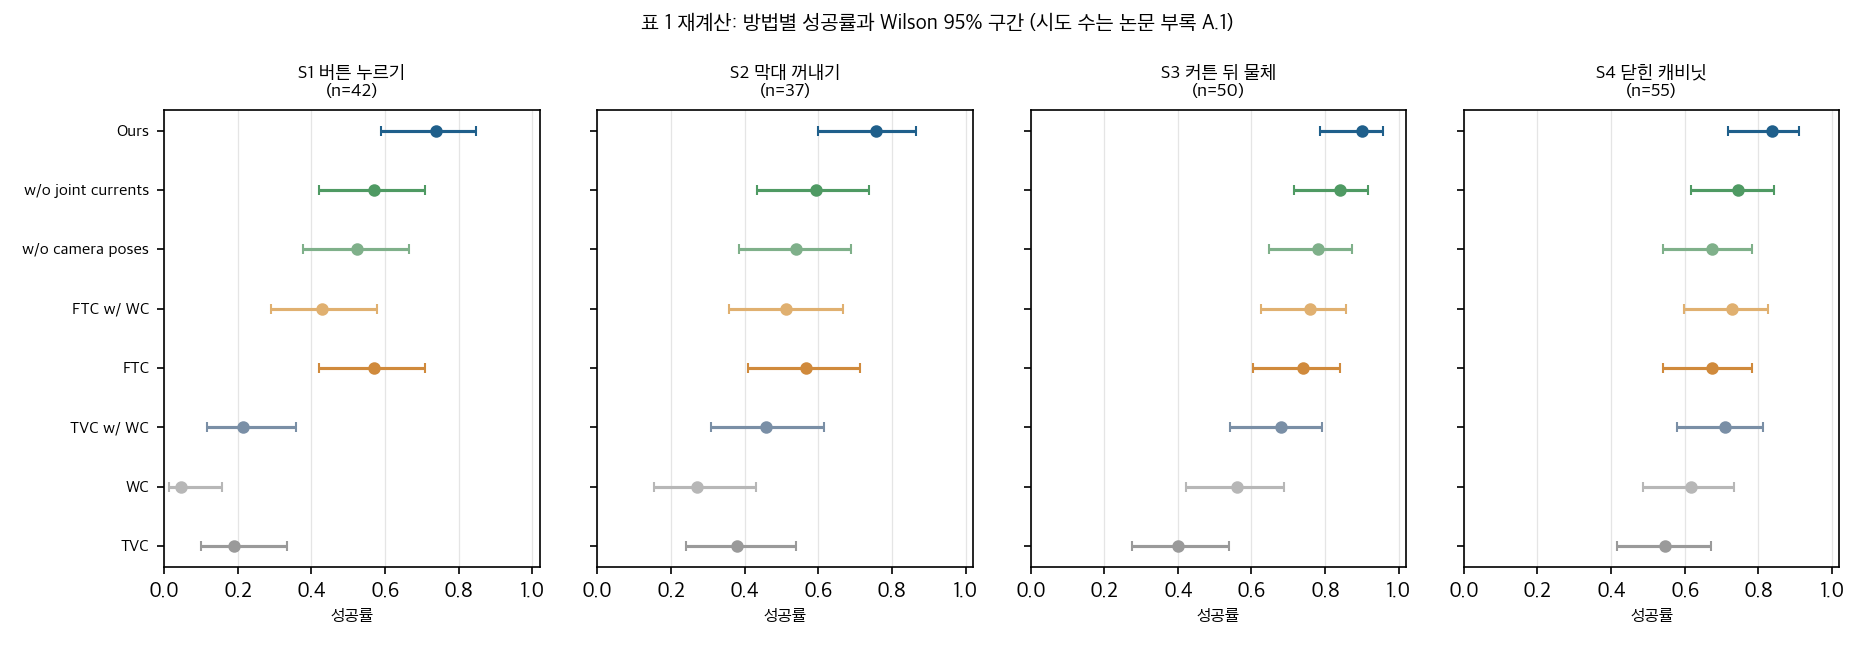 표 1 재계산: 방법별 성공률과 Wilson 95% 구간 (시도 수는 논문 부록 A.1)
S1 버튼 누르기
(n=42)
S2 막대 꺼내기
(n=37)
S3 커튼 뒤 물체
(n=50)
S4 닫힌 캐비닛
(n=55)
Ours
w/o joint currents
w/o camera poses
FTC w/ WC
FTC
TVC w/ WC
WC
TVC
0.0 0.2 0.4 0.6 0.8 1.0
성공률
0.0 0.2 0.4 0.6 0.8 1.0
성공률
0.0 0.2 0.4 0.6 0.8 1.0
성공률
0.0 0.2 0.4 0.6 0.8 1.0
성공률